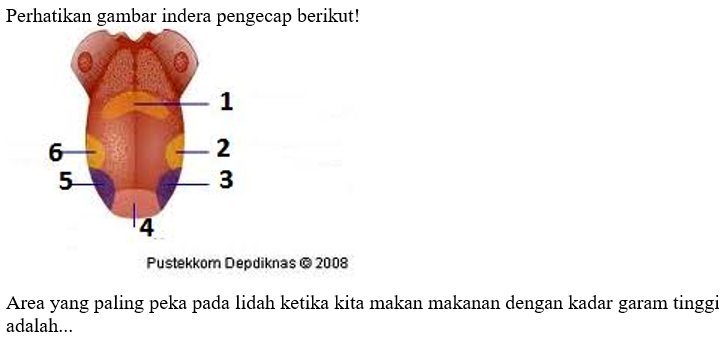 Perhatikan gambar indera pengecap berikut!
1
6 2
5 3
4
Pustekkom Depdiknas © 2008
Area yang paling peka pada lidah ketika kita makan makanan dengan kadar garam tinggi
adalah...